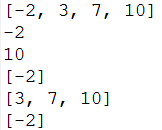 [-2, 3, 7, 10]
-2
10
[-2]
[3, 7, 10]
[-2]